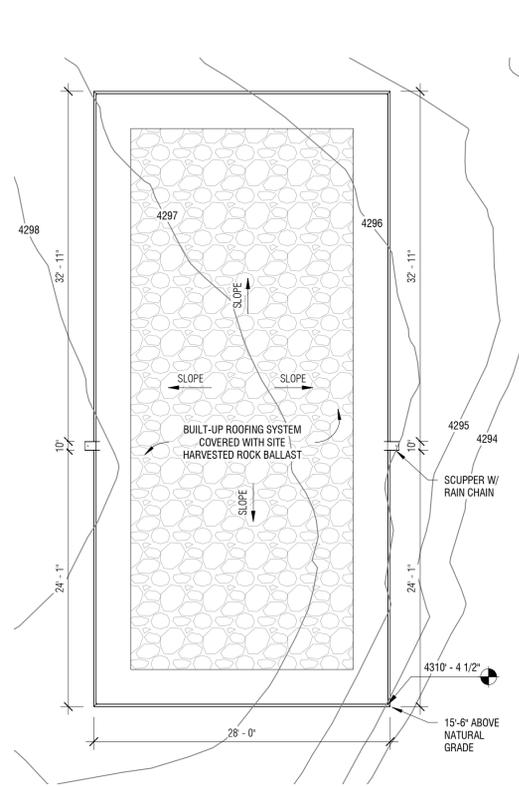 4297
4296
4298
32' - 11"
32' - 11"
SLOPE
SLOPE
SLOPE
BUILT-UP ROOFING SYSTEM
COVERED WITH SITE
HARVESTED ROCK BALLAST
4295
4294
10"
10"
SCUPPER W/
RAIN CHAIN
SLOPE
24' - 1"
24' - 1"
4310' - 4 1/2"
15'-6" ABOVE
NATURAL
GRADE
28' - 0"